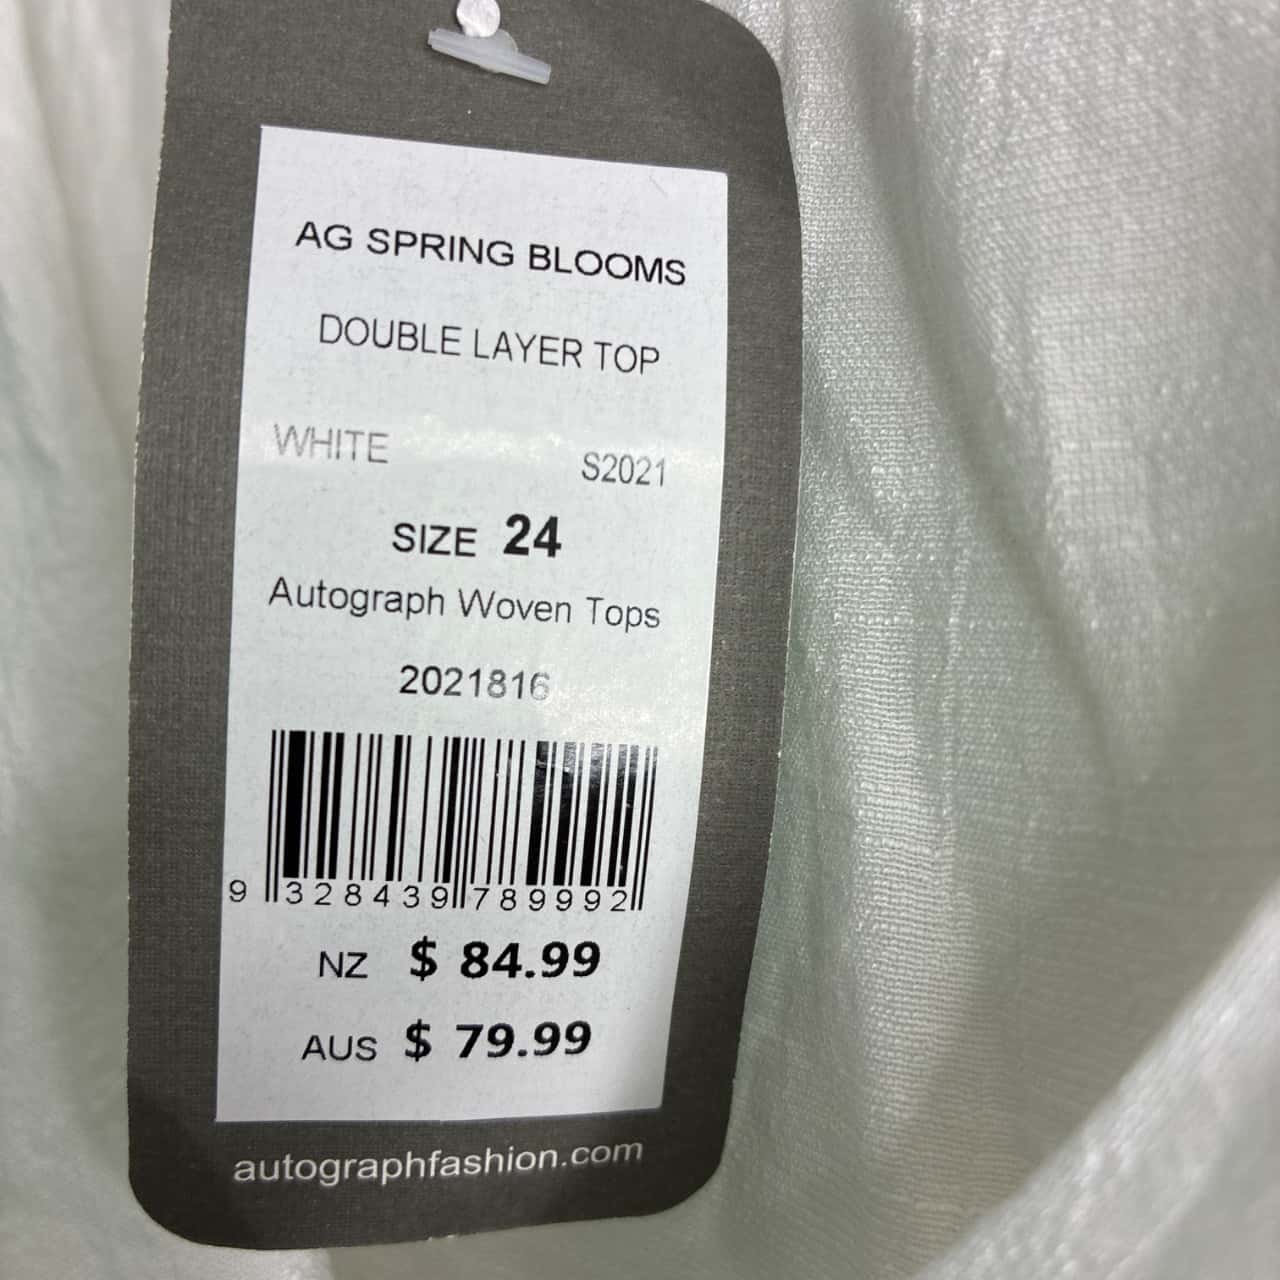 AG SPRING BLOOMS
DOUBLE LAYER TOP
WHITE S2021
SIZE 24
Autograph Woven Tops
2021816
9 328439 789992
NZ $ 84.99
AUS $ 79.99
autographfashion.com